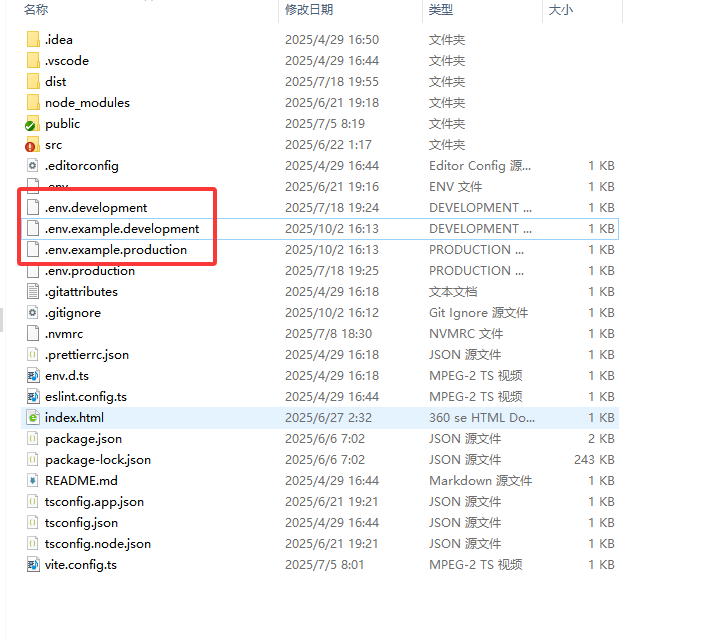 名称 修改日期 类型 大小
.idea 2025/4/29 16:50 文件夹
.vscode 2025/4/29 16:44 文件夹
dist 2025/7/18 19:55 文件夹
node_modules 2025/6/21 19:18 文件夹
public 2025/7/5 8:19 文件夹
src 2025/6/22 1:17 文件夹
.editorconfig 2025/4/29 16:44 Editor Config 源... 1 KB
.env 2025/6/21 19:16 ENV 文件 1 KB
.env.development 2025/7/18 19:24 DEVELOPMENT ... 1 KB
.env.example.development 2025/10/2 16:13 DEVELOPMENT ... 1 KB
.env.example.production 2025/10/2 16:13 PRODUCTION ... 1 KB
.env.production 2025/7/18 19:25 PRODUCTION ... 1 KB
.gitattributes 2025/4/29 16:18 文本文档 1 KB
.gitignore 2025/10/2 16:12 Git Ignore 源文件 1 KB
.nvmrc 2025/7/8 18:30 NVMRC 文件 1 KB
.prettierrc.json 2025/4/29 16:18 JSON 源文件 1 KB
env.d.ts 2025/4/29 16:18 MPEG-2 TS 视频 1 KB
eslint.config.ts 2025/4/29 16:44 MPEG-2 TS 视频 1 KB
index.html 2025/6/27 2:32 360 se HTML Do... 1 KB
package.json 2025/6/6 7:02 JSON 源文件 2 KB
package-lock.json 2025/6/6 7:02 JSON 源文件 243 KB
README.md 2025/4/29 16:44 Markdown 源文件 1 KB
tsconfig.app.json 2025/6/21 19:21 JSON 源文件 1 KB
tsconfig.json 2025/4/29 16:44 JSON 源文件 1 KB
tsconfig.node.json 2025/6/21 19:21 JSON 源文件 1 KB
vite.config.ts 2025/7/5 8:01 MPEG-2 TS 视频 1 KB